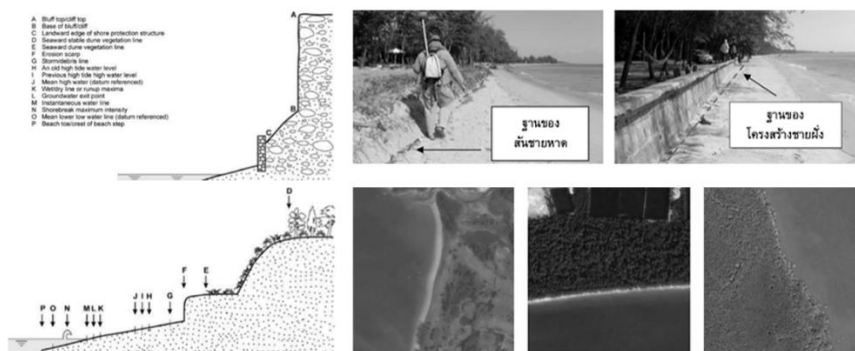 A Bluff top/cliff top
B Base of bluff/cliff
C Landward edge of shore protection structure
D Seaward stable dune vegetation line
E Seaward dune vegetation line
F Erosion scarp
G Storm/debris line
H An old high tide water level
I Previous high tide high water level
J Mean high water (datum referenced)
K Wet/dry line or runup maxima
L Groundwater exit point
M Instantaneous water line
N Shorebreak maximum intensity
O Mean lower low water line (datum referenced)
P Beach toe/crest of beach step
A
B
C
ฐานของ
สันชายหาด
ฐานของ
โครงสร้างชายฝั่ง
D
F E
P O N M L K J I H G